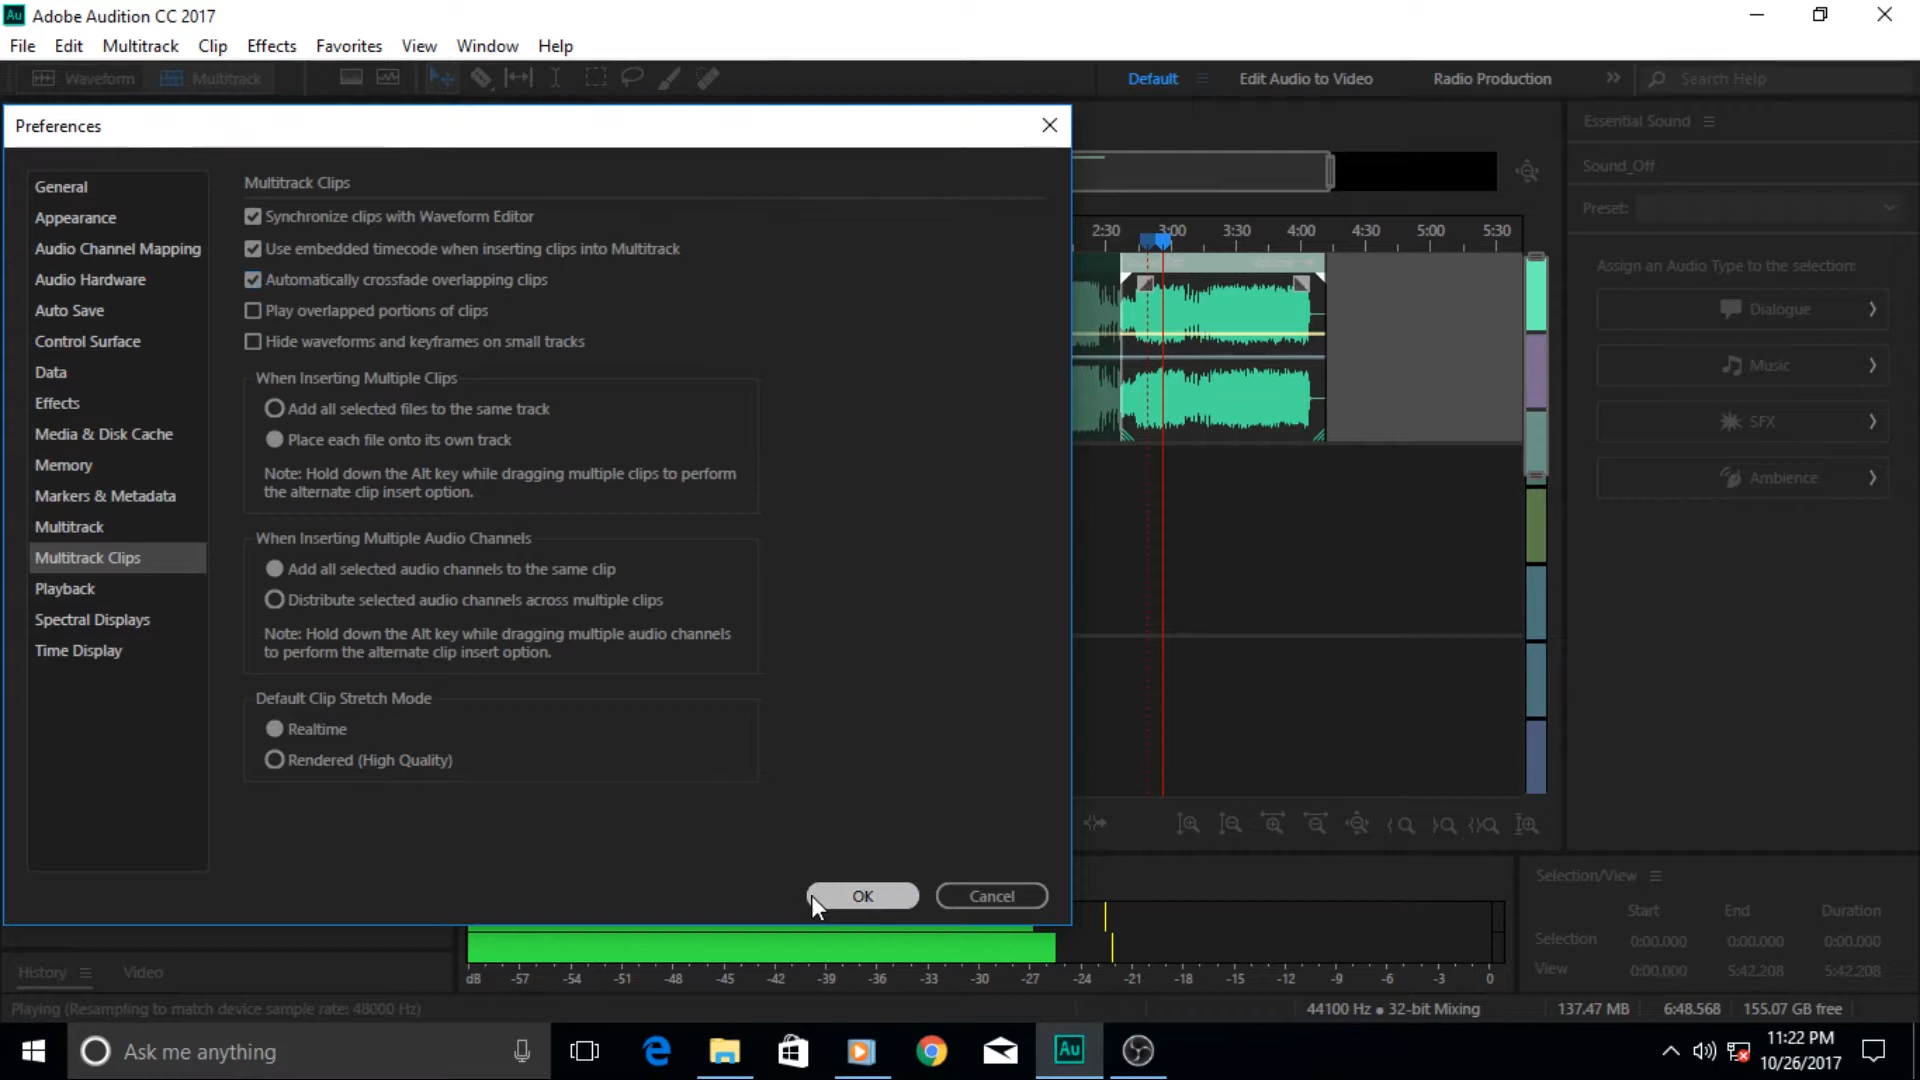 Au Adobe Audition CC 2017
File Edit Multitrack Clip Effects Favorites View Window Help
Waveform Multitrack Default Edit Audio to Video Radio Production Search Help
Preferences
General
Appearance
Audio Channel Mapping
Audio Hardware
Auto Save
Control Surface
Data
Effects
Media & Disk Cache
Memory
Markers & Metadata
Multitrack
Multitrack Clips
Playback
Spectral Displays
Time Display
Multitrack Clips
Synchronize clips with Waveform Editor
Use embedded timecode when inserting clips into Multitrack
Automatically crossfade overlapping clips
Play overlapped portions of clips
Hide waveforms and keyframes on small tracks
When Inserting Multiple Clips
Add all selected files to the same track
Place each file onto its own track
Note: Hold down the Alt key while dragging multiple clips to perform
the alternate clip insert option.
When Inserting Multiple Audio Channels
Add all selected audio channels to the same clip
Distribute selected audio channels across multiple clips
Note: Hold down the Alt key while dragging multiple audio channels
to perform the alternate clip insert option.
Default Clip Stretch Mode
Realtime
Rendered (High Quality)
OK Cancel
2:30 3:00 3:30 4:00 4:30 5:00 5:30
Essential Sound
Sound_Off
Preset:
Assign an Audio Type to the selection:
Dialogue
Music
SFX
Ambience
Selection/View
Start End Duration
Selection 0:00.000 0:00.000 0:00.000
View 0:00.000 5:42.208 5:42.208
History Video
dB -57 -54 -51 -48 -45 -42 -39 -36 -33 -30 -27 -24 -21 -18 -15 -12 -9 -6 -3 0
Playing (Resampling to match device sample rate: 48000 Hz)
44100 Hz ● 32-bit Mixing 137.47 MB 6:48.568 155.07 GB free
Ask me anything
Au
11:22 PM
10/26/2017